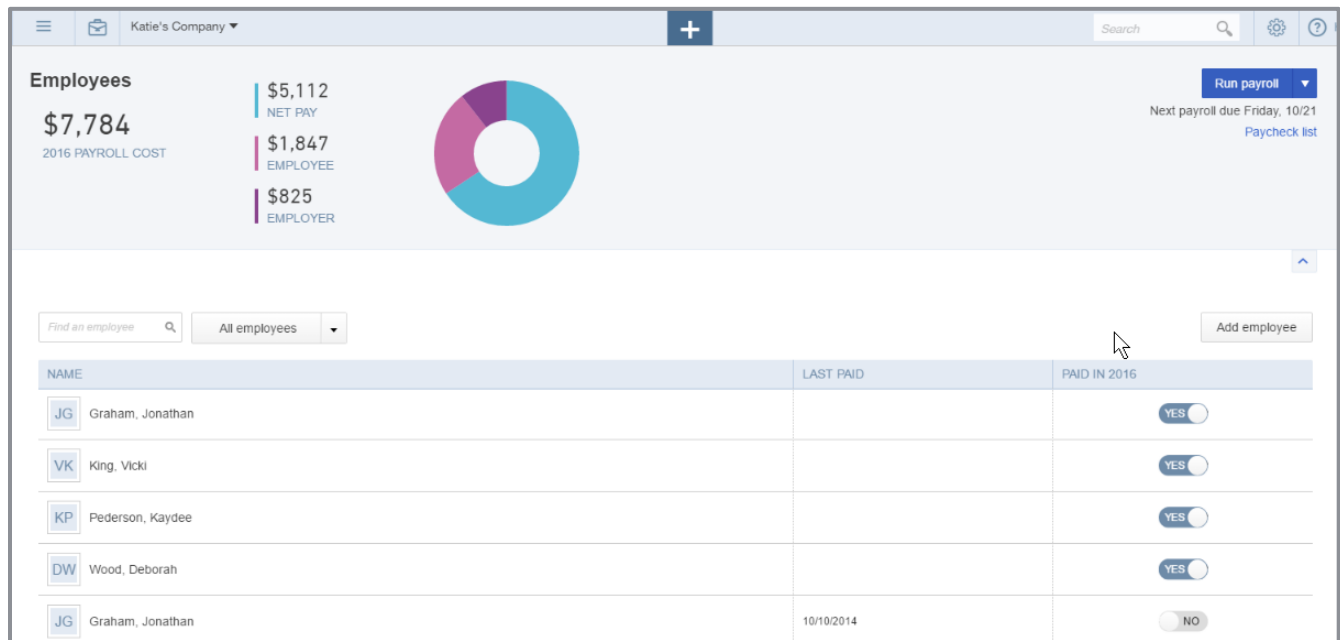 Katie's Company
Search
?
Employees
$7,784
2016 PAYROLL COST
$5,112
NET PAY
$1,847
EMPLOYEE
$825
EMPLOYER
Run payroll
Next payroll due Friday, 10/21
Paycheck list
Find an employee
All employees
Add employee
NAME LAST PAID PAID IN 2016
JG Graham, Jonathan YES
VK King, Vicki YES
KP Pederson, Kaydee YES
DW Wood, Deborah YES
JG Graham, Jonathan 10/10/2014 NO